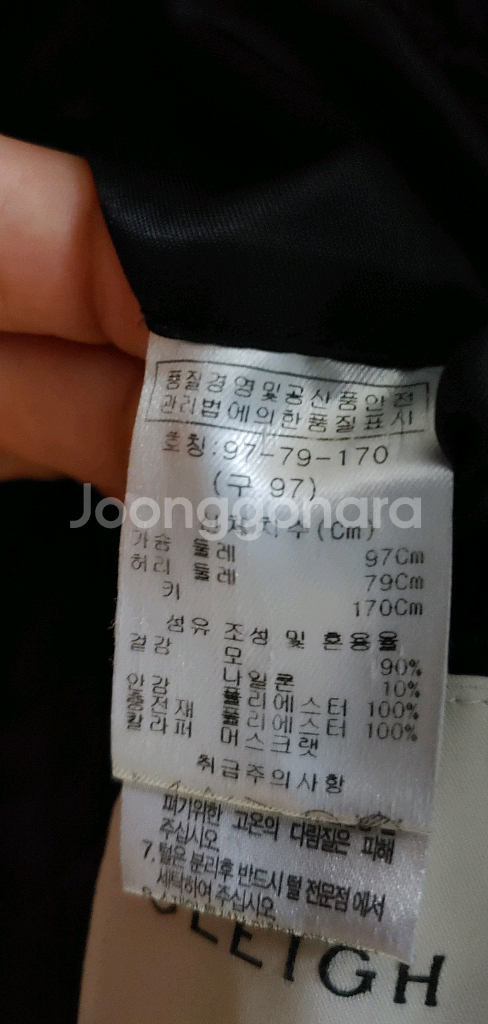 품질경영및공산품안전
관리법에의한품질표시
호칭:97-79-170
(구 97)
Joonggonara
신체치수(Cm)
가슴 둘레 97Cm
허리 둘레 79Cm
키 170Cm
섬유 조성 및 혼용율
겉감 모 90%
나일론 10%
안감 폴리에스터 100%
충전재 폴리에스터 100%
칼라퍼 머스크랫
취급주의사항
펴기위한 고온의 다림질은 피해
주십시오
7.털은 분리후 반드시 털 전문점에서
세탁하여 주십시오
LEIGH